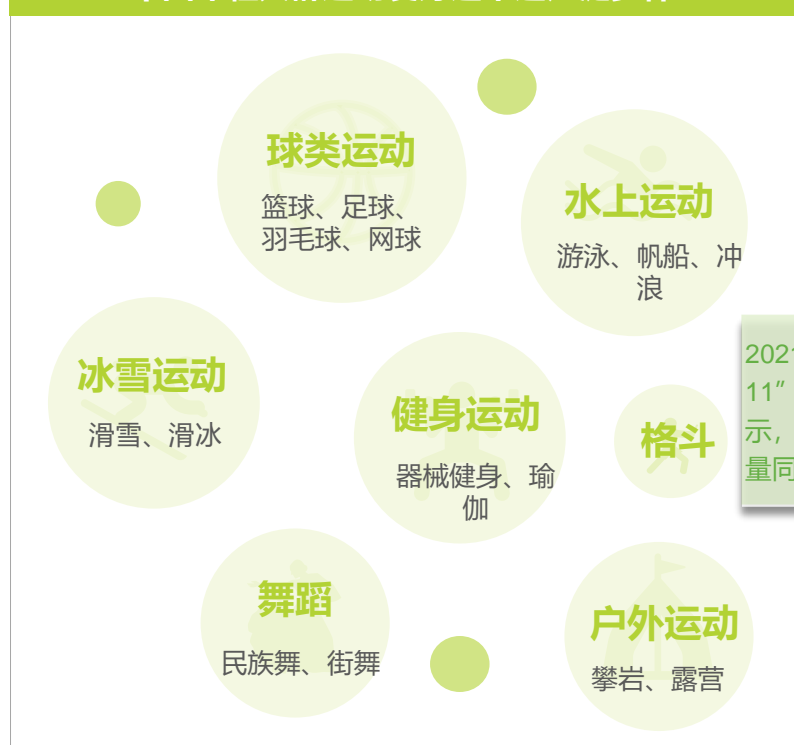 球类运动
篮球、足球、
羽毛球、网球
水上运动
游泳、帆船、冲
浪
冰雪运动
滑雪、滑冰
健身运动
器械健身、瑜
伽
格斗
2021
11”
示，
量同
舞蹈
民族舞、街舞
户外运动
攀岩、露营